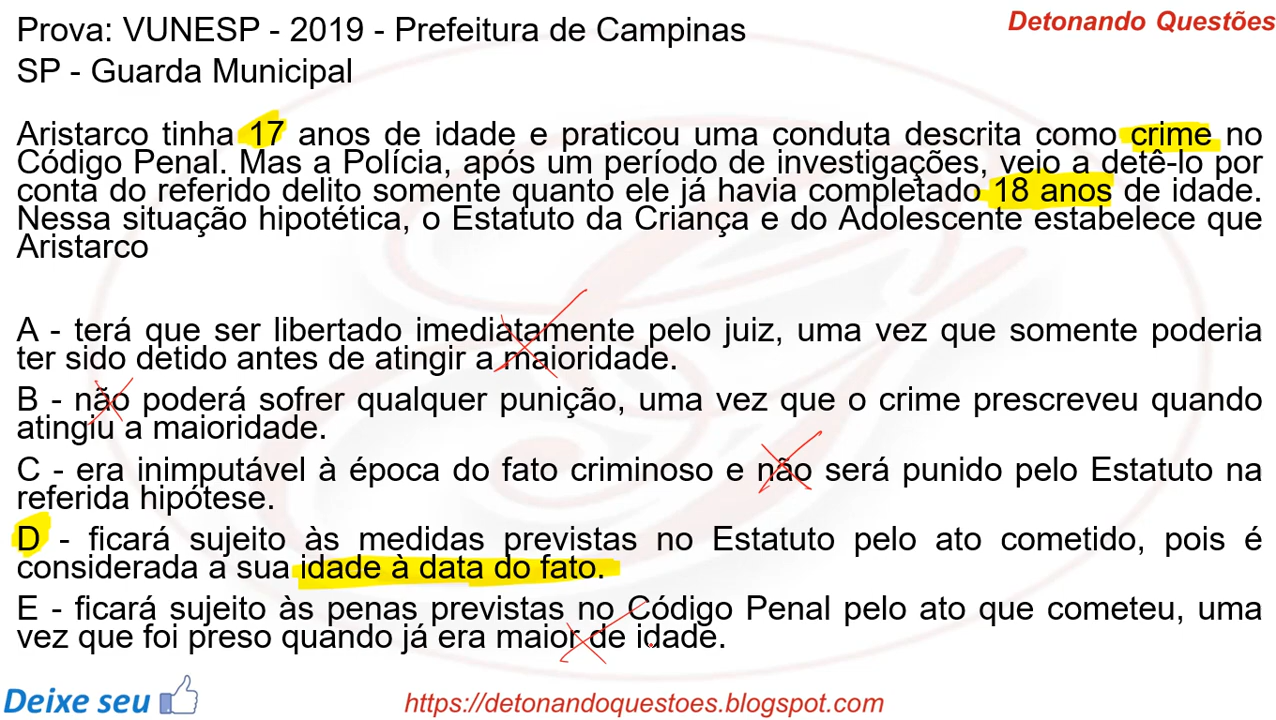 Prova: VUNESP - 2019 - Prefeitura de Campinas
Detonando Questões
SP - Guarda Municipal
Aristarco tinha 17 anos de idade e praticou uma conduta descrita como crime no
Código Penal. Mas a Polícia, após um período de investigações, veio a detê-lo por
conta do referido delito somente quanto ele já havia completado 18 anos de idade.
Nessa situação hipotética, o Estatuto da Criança e do Adolescente estabelece que
Aristarco
A - terá que ser libertado imediatamente pelo juiz, uma vez que somente poderia
ter sido detido antes de atingir a maioridade.
B - não poderá sofrer qualquer punição, uma vez que o crime prescreveu quando
atingiu a maioridade.
C - era inimputável à época do fato criminoso e não será punido pelo Estatuto na
referida hipótese.
D - ficará sujeito às medidas previstas no Estatuto pelo ato cometido, pois é
considerada a sua idade à data do fato.
E - ficará sujeito às penas previstas no Código Penal pelo ato que cometeu, uma
vez que foi preso quando já era maior de idade.
Deixe seu
https://detonandoquestoes.blogspot.com